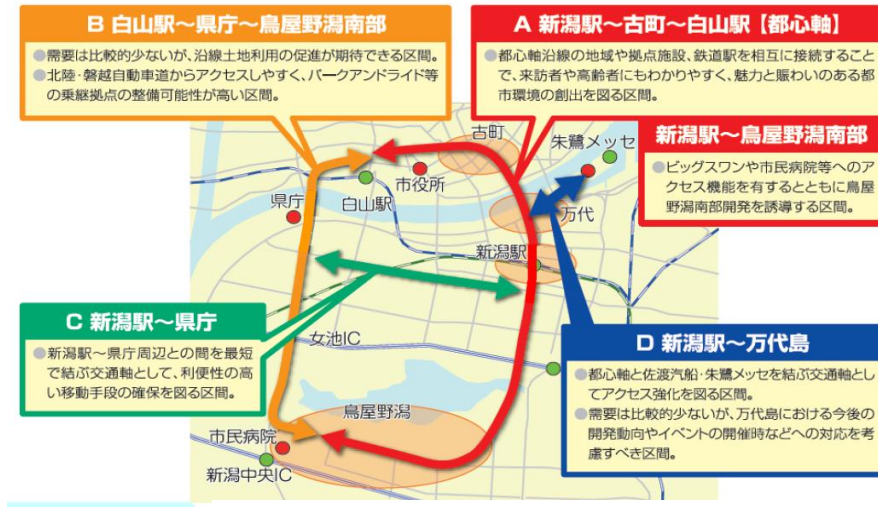 B 白山駅～県庁～鳥屋野潟南部
●需要は比較的少ないが、沿線土地利用の促進が期待できる区間。
●北陸・磐越自動車道からアクセスしやすく、パークアンドライド等
の乗継拠点の整備可能性が高い区間。
A 新潟駅～古町～白山駅【都心軸】
●都心軸沿線の地域や拠点施設、鉄道駅を相互に接続すること
で、来訪者や高齢者にもわかりやすく、魅力と賑わいのある都
市環境の創出を図る区間。
新潟駅～鳥屋野潟南部
●ビッグスワンや市民病院等へのア
クセス機能を有するとともに鳥屋
野潟南部開発を誘導する区間。
古町
朱鷺メッセ
市役所
県庁
白山駅
万代
新潟駅
C 新潟駅～県庁
●新潟駅～県庁周辺との間を最短
で結ぶ交通軸として、利便性の高
い移動手段の確保を図る区間。
女池IC
D 新潟駅～万代島
●都心軸と佐渡汽船・朱鷺メッセを結ぶ交通軸とし
てアクセス強化を図る区間。
●需要は比較的少ないが、万代島における今後の
開発動向やイベントの開催時などへの対応を考
慮すべき区間。
鳥屋野潟
市民病院
新潟中央IC